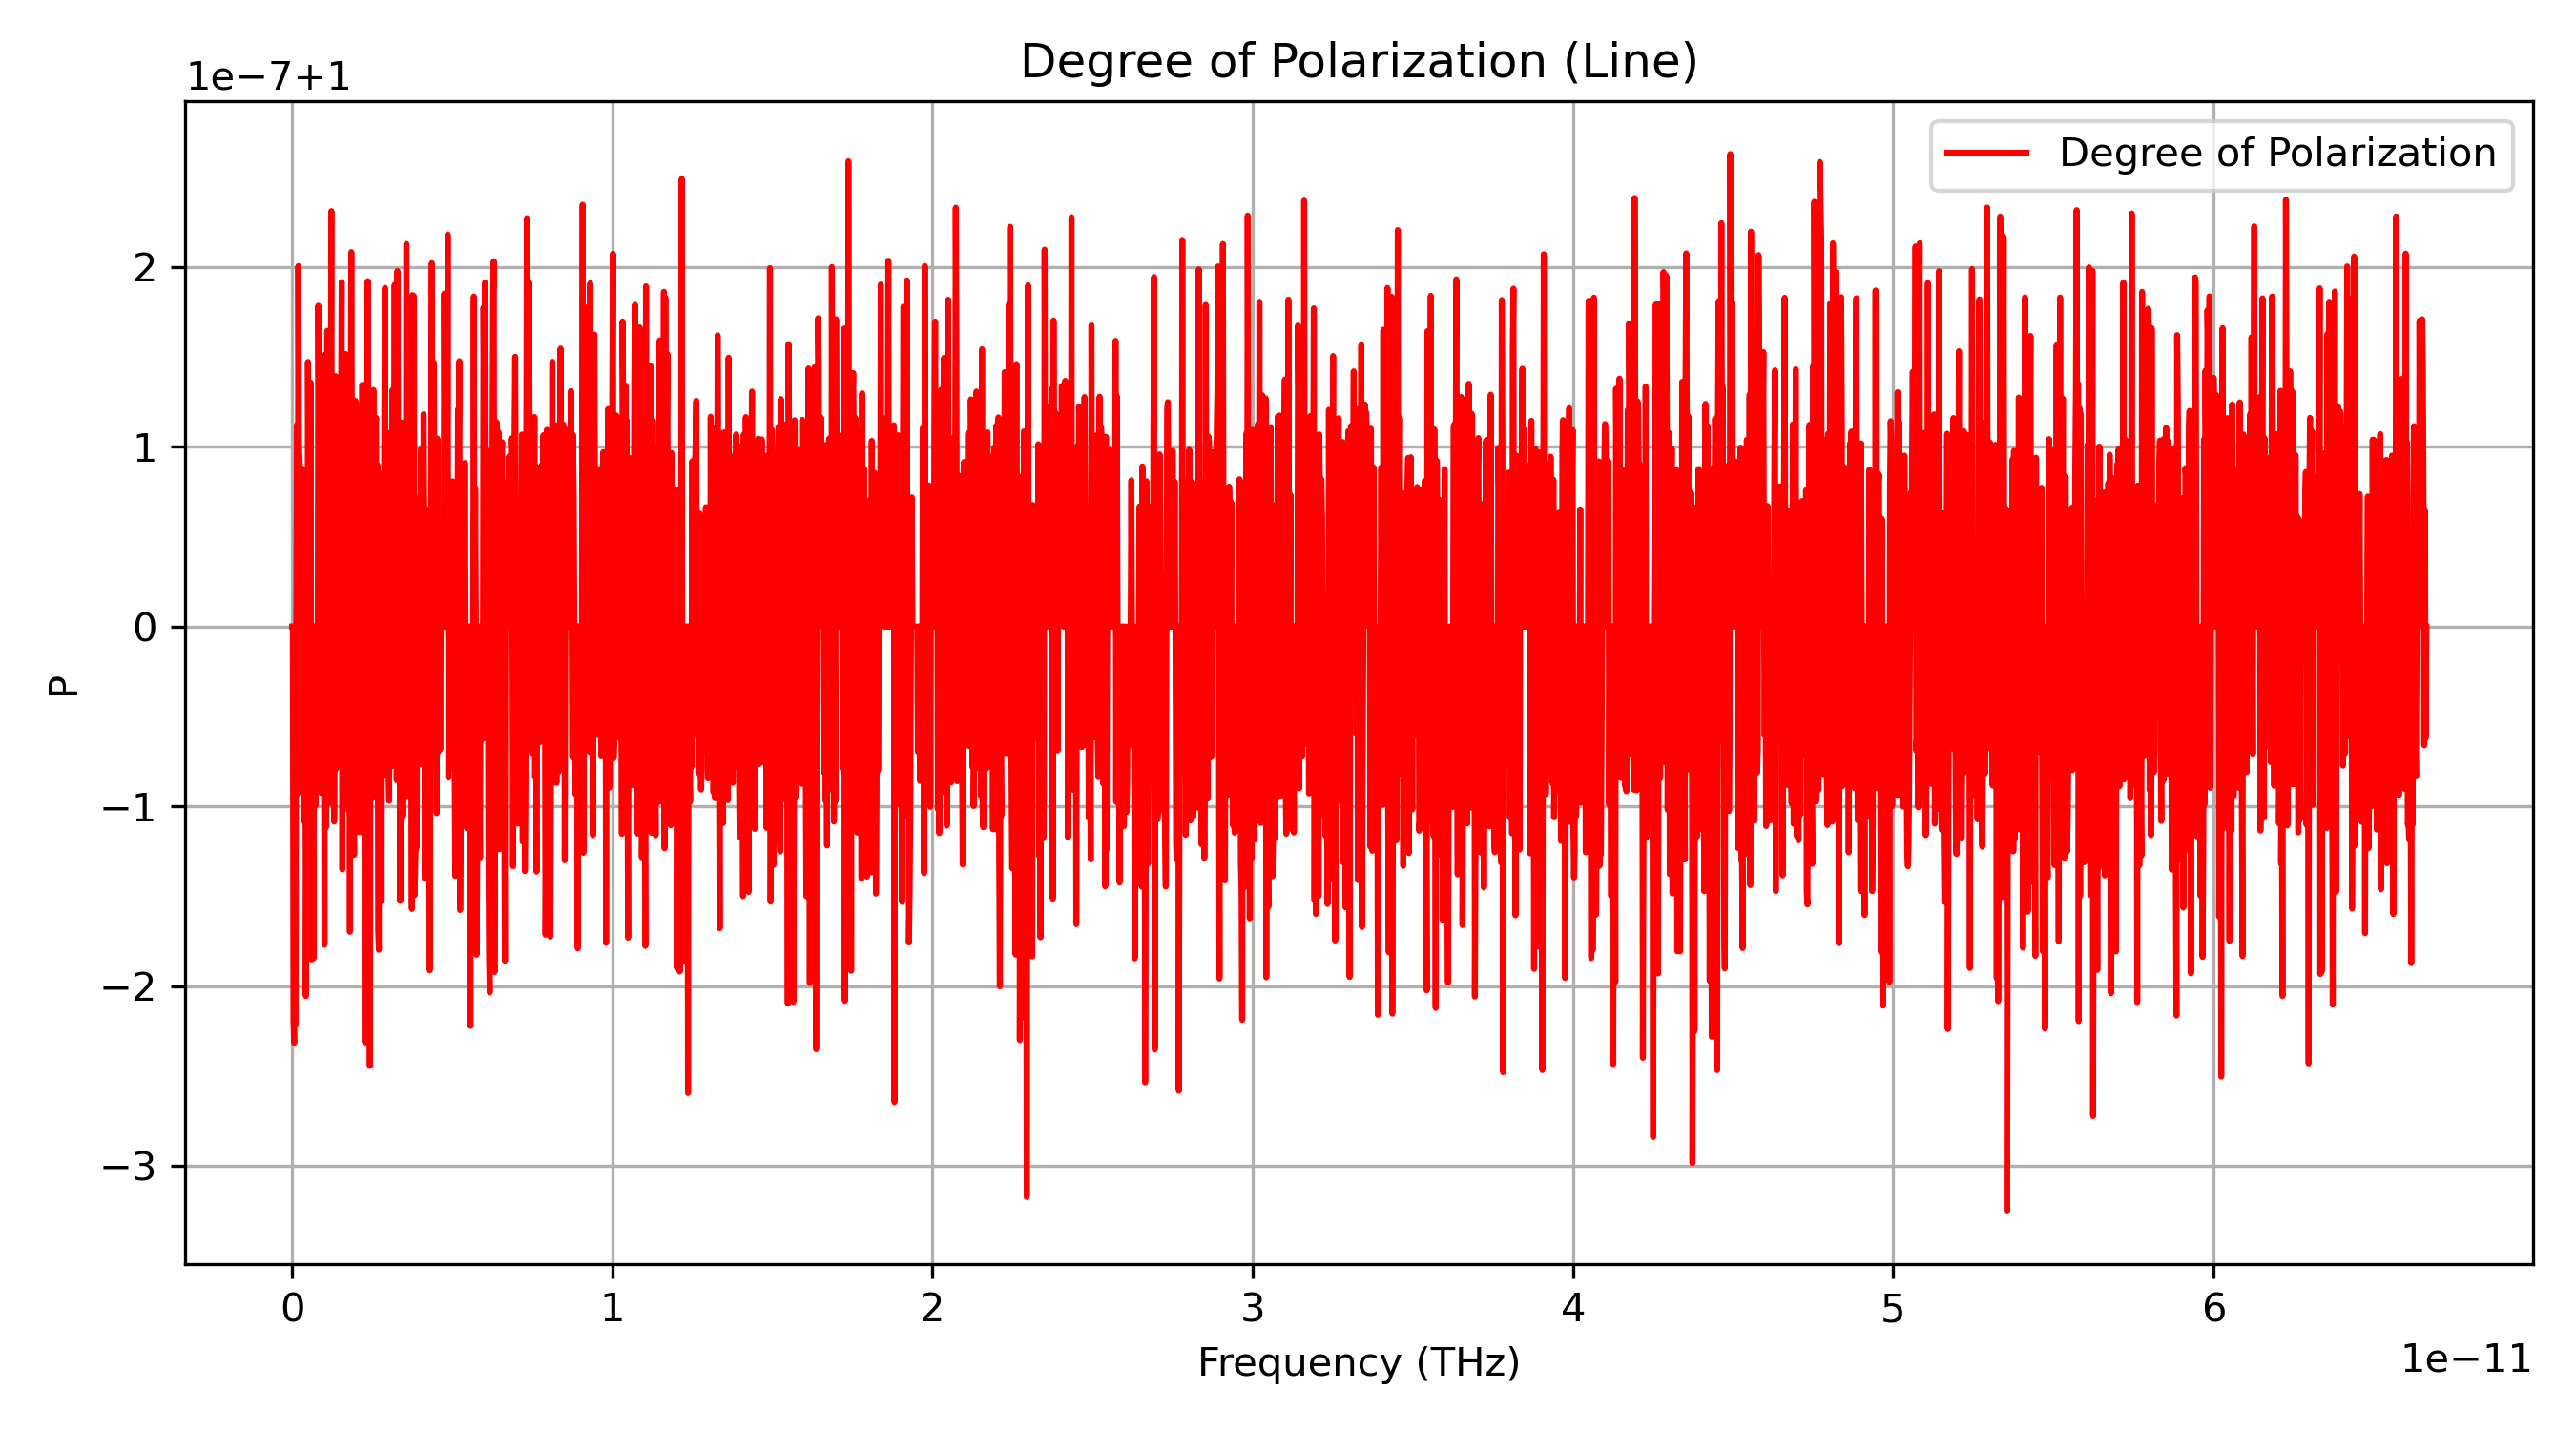 Degree of Polarization (Line)
1e−7+1
Degree of Polarization
2
1
0
−1
−2
−3
P
0 1 2 3 4 5 6
Frequency (THz)
1e−11